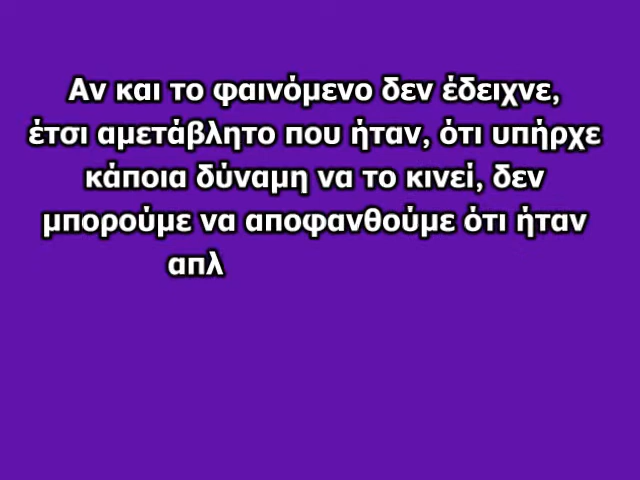 Αν και το φαινόμενο δεν έδειχνε,
έτσι αμετάβλητο που ήταν, ότι υπήρχε
κάποια δύναμη να το κινεί, δεν
μπορούμε να αποφανθούμε ότι ήταν
απλ